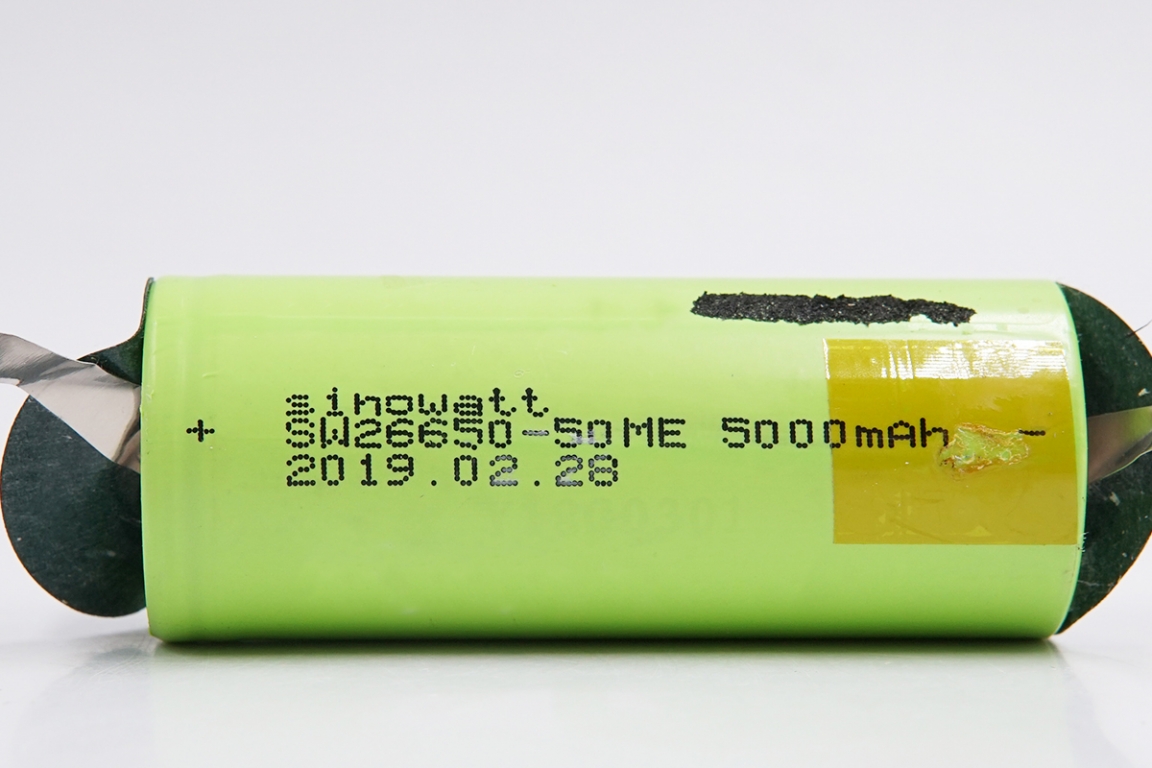 sinowatt
+ SW26650-50ME 5000mAh -
2019.02.28